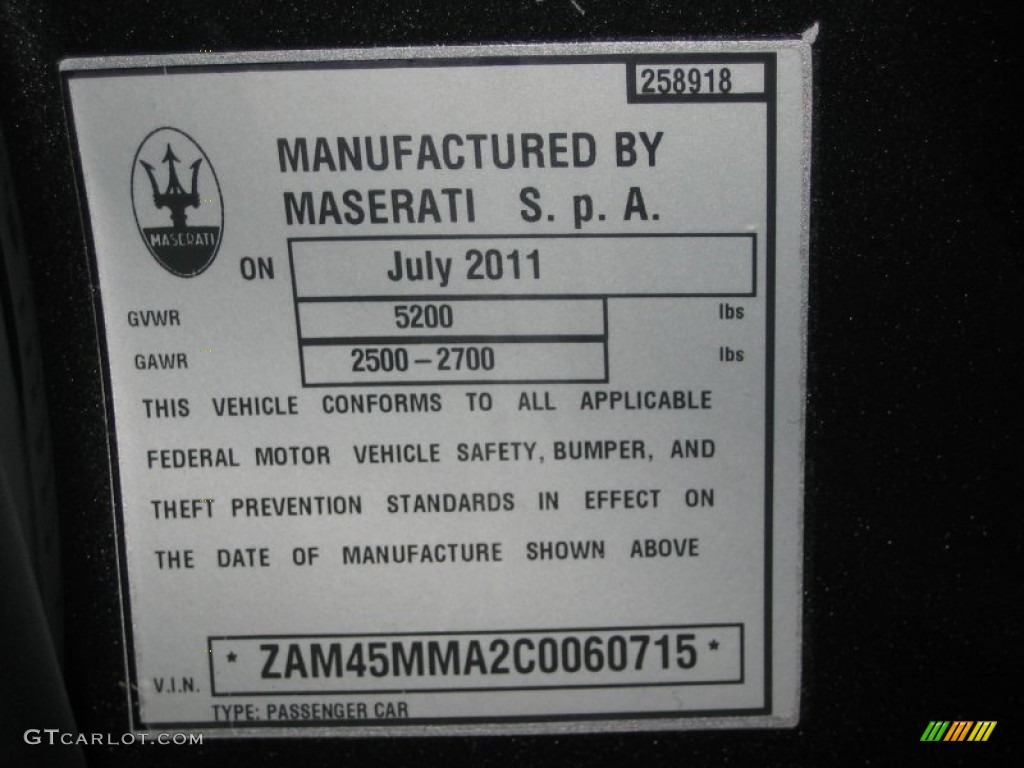 258918
MANUFACTURED BY
MASERATI S. p. A.
MASERATI
ON July 2011
GVWR 5200 lbs
GAWR 2500-2700 lbs
THIS VEHICLE CONFORMS TO ALL APPLICABLE
FEDERAL MOTOR VEHICLE SAFETY, BUMPER, AND
THEFT PREVENTION STANDARDS IN EFFECT ON
THE DATE OF MANUFACTURE SHOWN ABOVE
V.I.N. * ZAM45MMA2C0060715 *
TYPE: PASSENGER CAR
GTCARLOT.COM